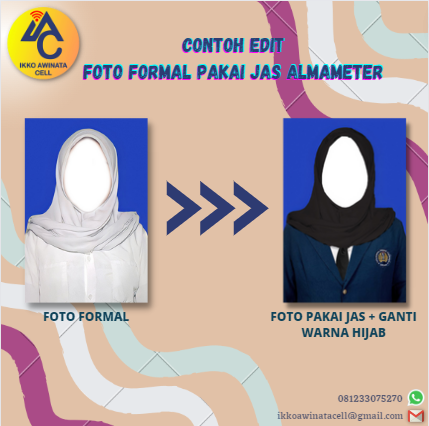 IAC
IKKO AWINATA
CELL
CONTOH EDIT
FOTO FORMAL PAKAI JAS ALMAMETER
FOTO FORMAL
FOTO PAKAI JAS + GANTI
WARNA HIJAB
081233075270
ikkoawinatacell@gmail.com